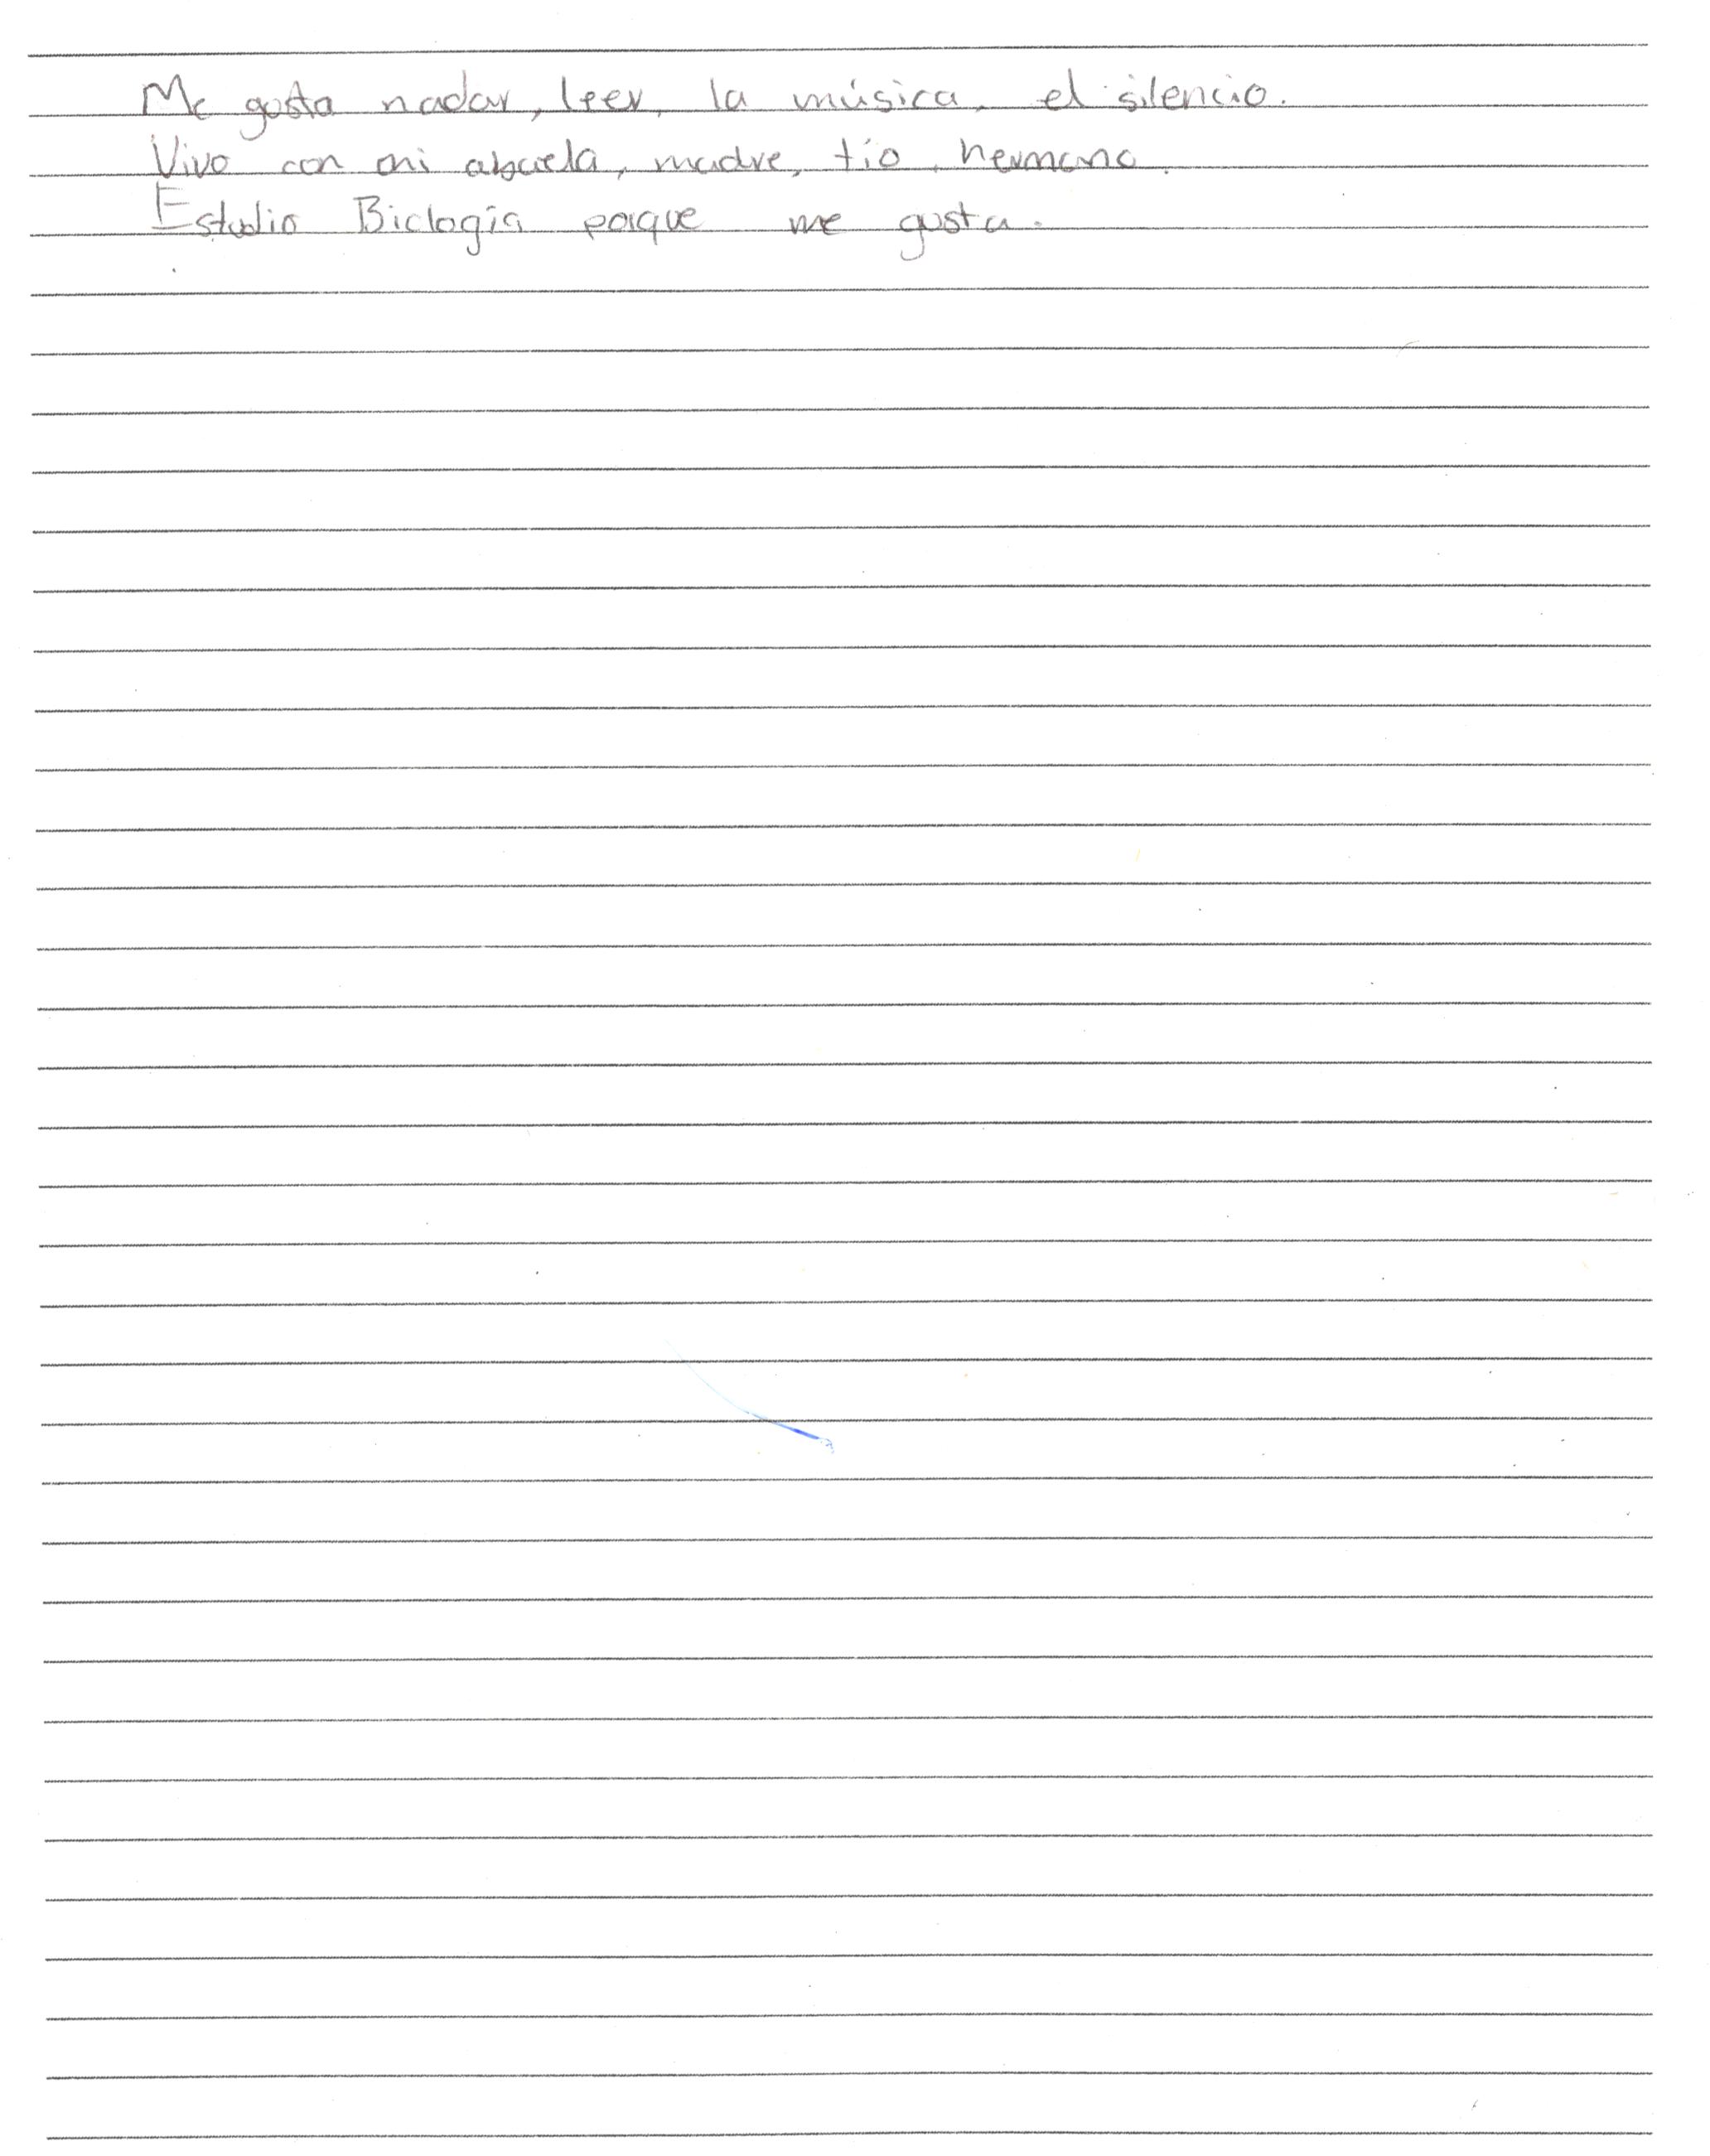 Me gusta nadar, leer, la música, el silencio.
Vivo con mi abuela, madre, tío, hermano.
Estudio Biología porque me gusta.